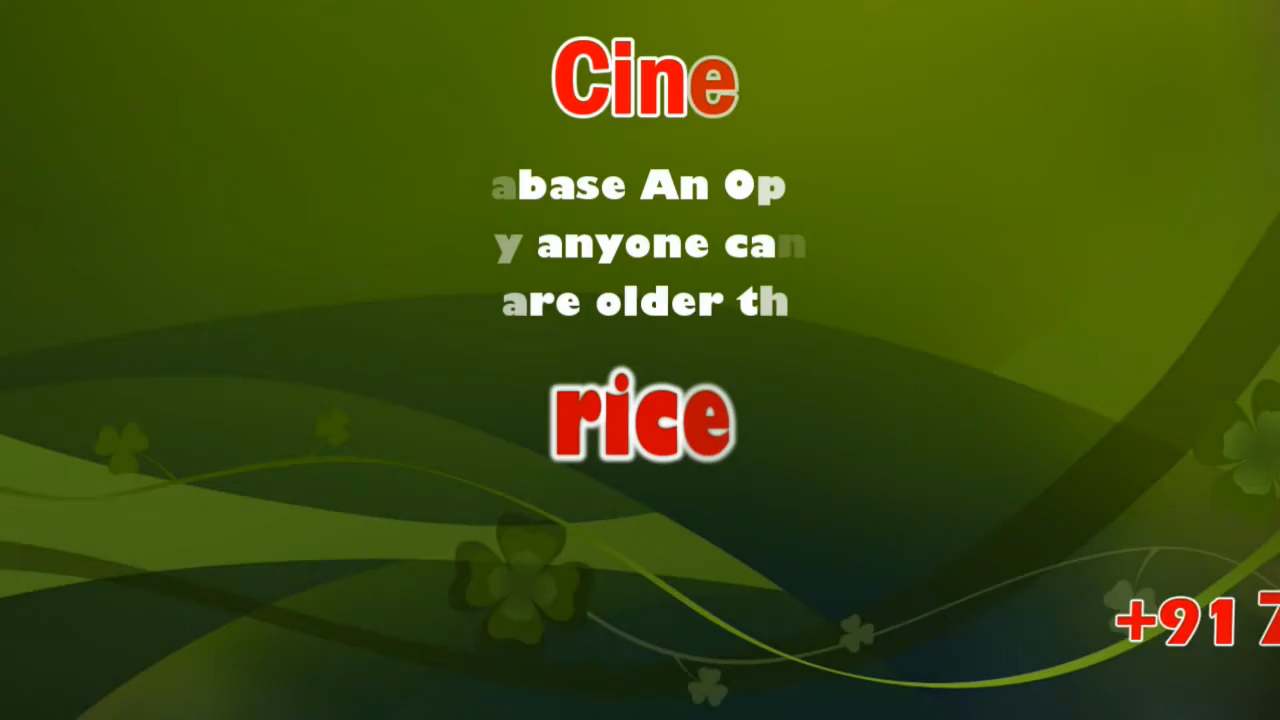 Cine
abase An Op
y anyone can
are older th
rice
+91 7